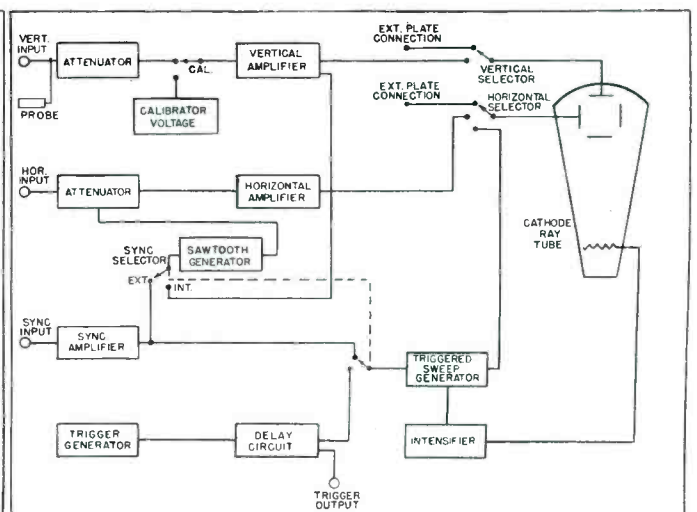 VERT.
INPUT
ATTENUATOR
CAL.
VERTICAL
AMPLIFIER
EXT. PLATE
CONNECTION
VERTICAL
SELECTOR
PROBE
CALIBRATOR
VOLTAGE
EXT. PLATE
CONNECTION
HORIZONTAL
SELECTOR
HOR.
INPUT
ATTENUATOR
HORIZONTAL
AMPLIFIER
CATHODE
RAY
TUBE
SYNC
SELECTOR
SAWTOOTH
GENERATOR
EXT.
INT.
SYNC
INPUT
SYNC
AMPLIFIER
TRIGGERED
SWEEP
GENERATOR
TRIGGER
GENERATOR
DELAY
CIRCUIT
INTENSIFIER
TRIGGER
OUTPUT